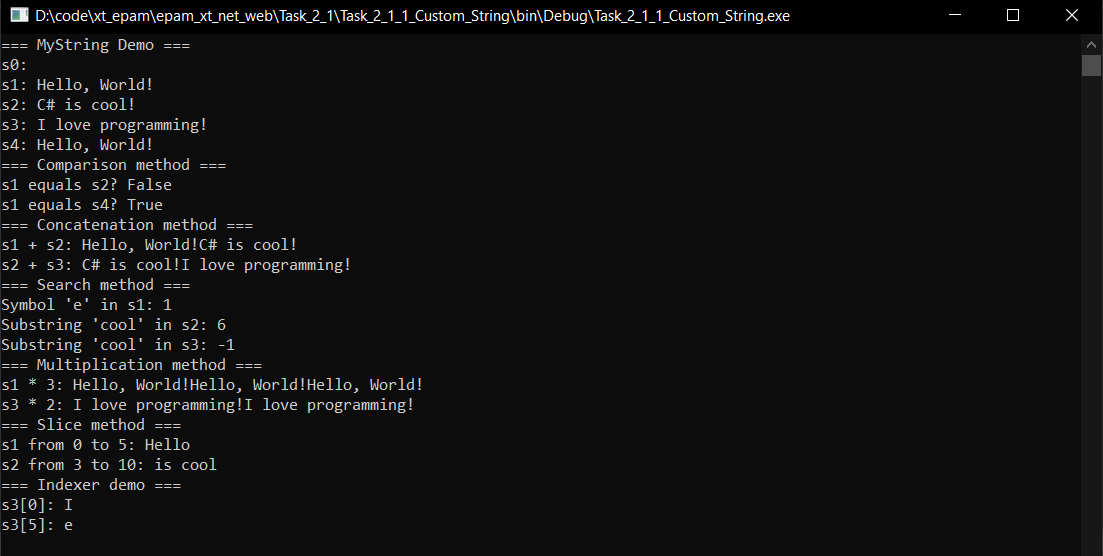 D:\code\xt_epam\epam_xt_net_web\Task_2_1\Task_2_1_1_Custom_String\bin\Debug\Task_2_1_1_Custom_String.exe
=== MyString Demo ===
s0:
s1: Hello, World!
s2: C# is cool!
s3: I love programming!
s4: Hello, World!
=== Comparison method ===
s1 equals s2? False
s1 equals s4? True
=== Concatenation method ===
s1 + s2: Hello, World!C# is cool!
s2 + s3: C# is cool!I love programming!
=== Search method ===
Symbol 'e' in s1: 1
Substring 'cool' in s2: 6
Substring 'cool' in s3: -1
=== Multiplication method ===
s1 * 3: Hello, World!Hello, World!Hello, World!
s3 * 2: I love programming!I love programming!
=== Slice method ===
s1 from 0 to 5: Hello
s2 from 3 to 10: is cool
=== Indexer demo ===
s3[0]: I
s3[5]: e